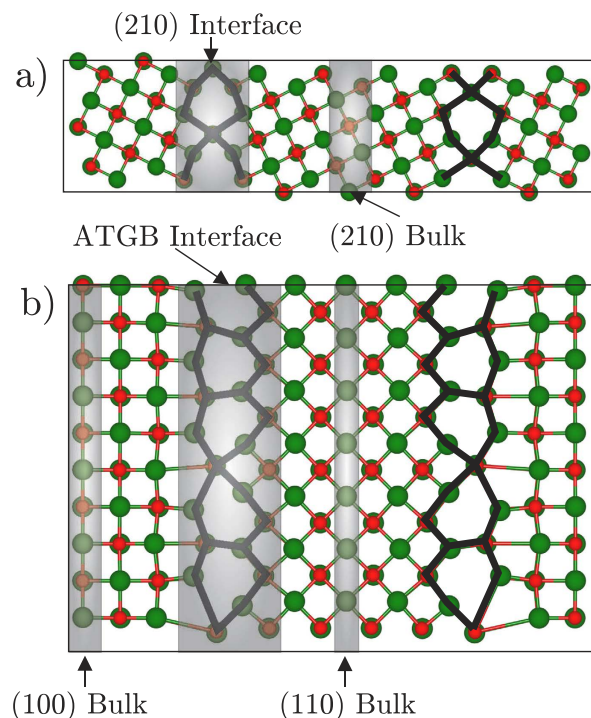 (210) Interface
a)
ATGB Interface
(210) Bulk
b)
(100) Bulk
(110) Bulk